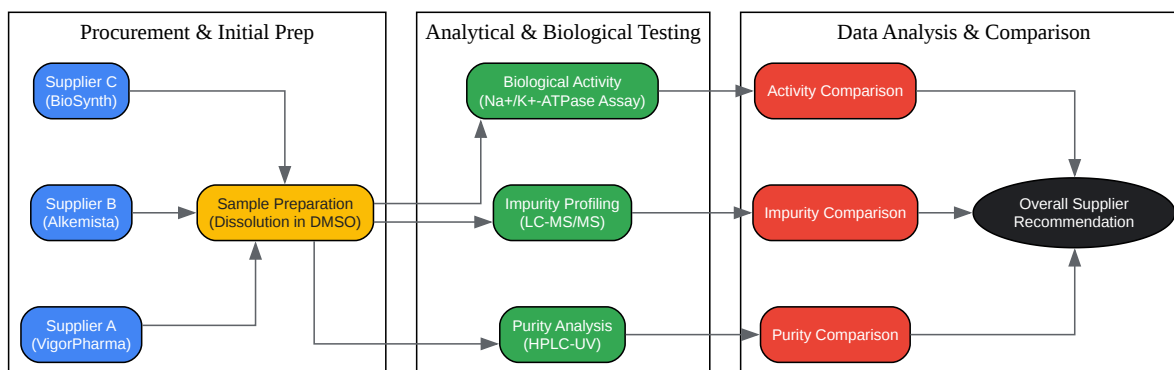 Procurement & Initial Prep
Supplier C
(BioSynth)
Supplier B
(Alkemista)
Sample Preparation
(Dissolution in DMSO)
Supplier A
(VigorPharma)
Analytical & Biological Testing
Biological Activity
(Na+/K+-ATPase Assay)
Impurity Profiling
(LC-MS/MS)
Purity Analysis
(HPLC-UV)
Data Analysis & Comparison
Activity Comparison
Impurity Comparison
Overall Supplier
Recommendation
Purity Comparison